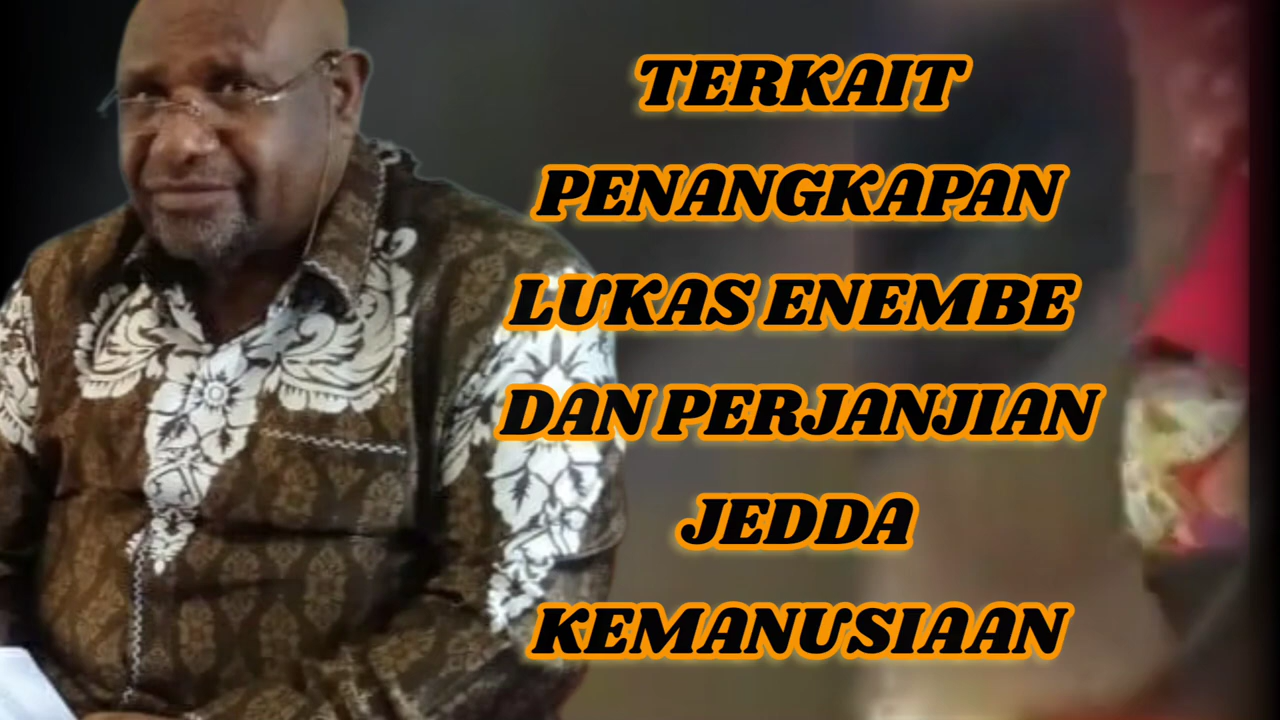 TERKAIT
PENANGKAPAN
LUKAS ENEMBE
DAN PERJANJIAN
JEDDA
KEMANUSIAAN